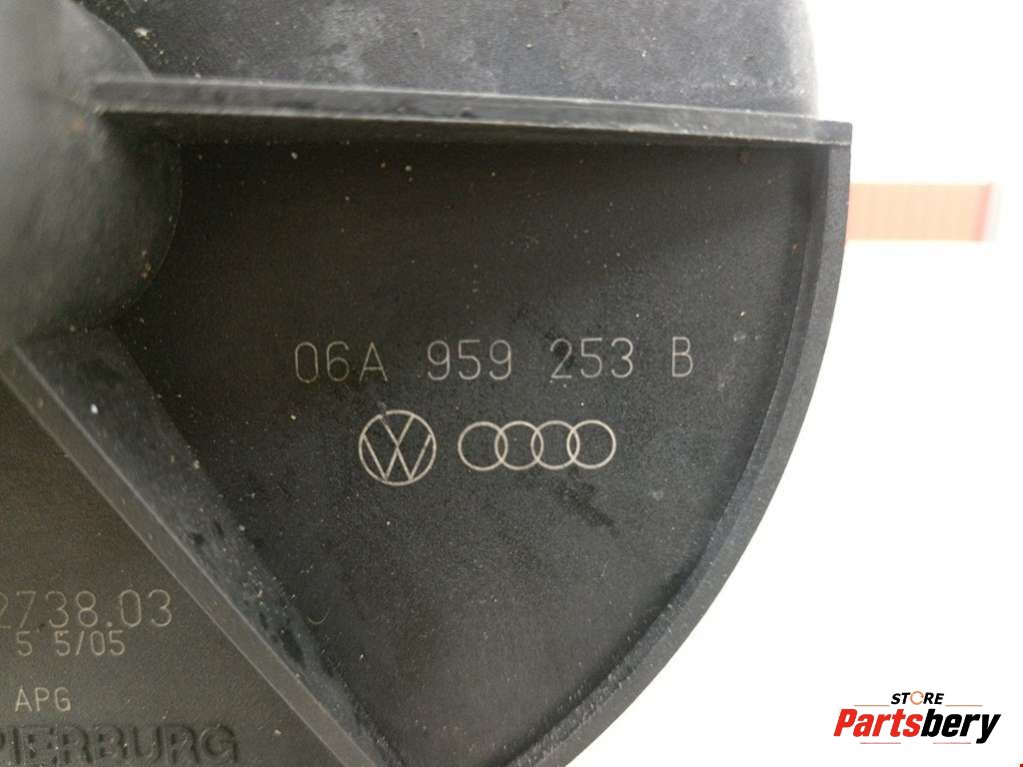 06A 959 253 B
2738.03
5 5/05
APG
PIERBURG
STORE
Partsbery